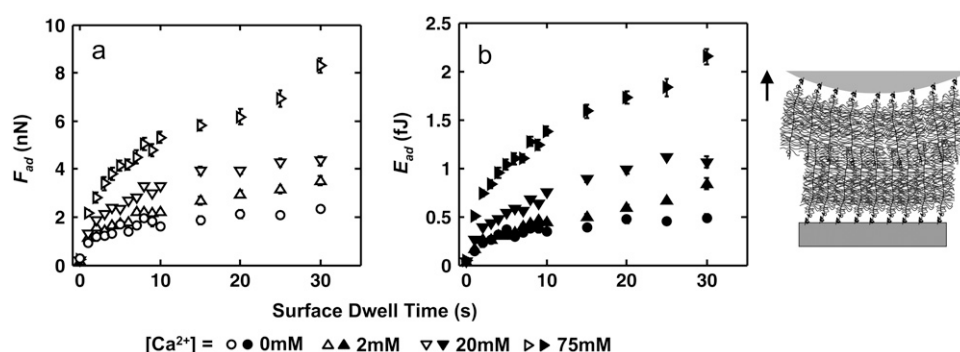 a
10
8
6
4
2
0
F_ad (nN)
0 10 20 30
b
2.5
2
1.5
1
0.5
0
E_ad (fJ)
0 10 20 30
Surface Dwell Time (s)
[Ca²⁺] = ○ ● 0mM △ ▲ 2mM ▽ ▼ 20mM ▷ ▶ 75mM